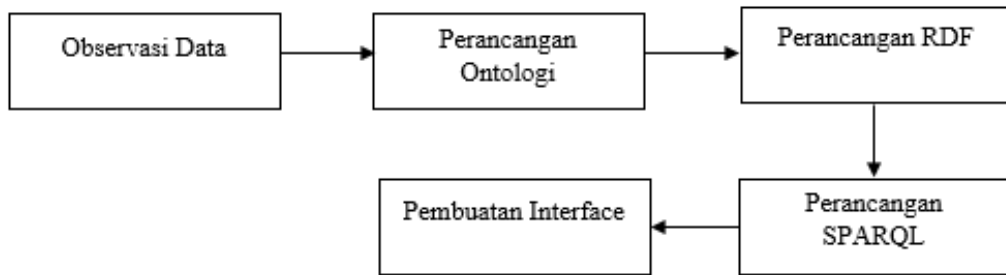 Observasi Data
Perancangan
Ontologi
Perancangan RDF
Perancangan
SPARQL
Pembuatan Interface